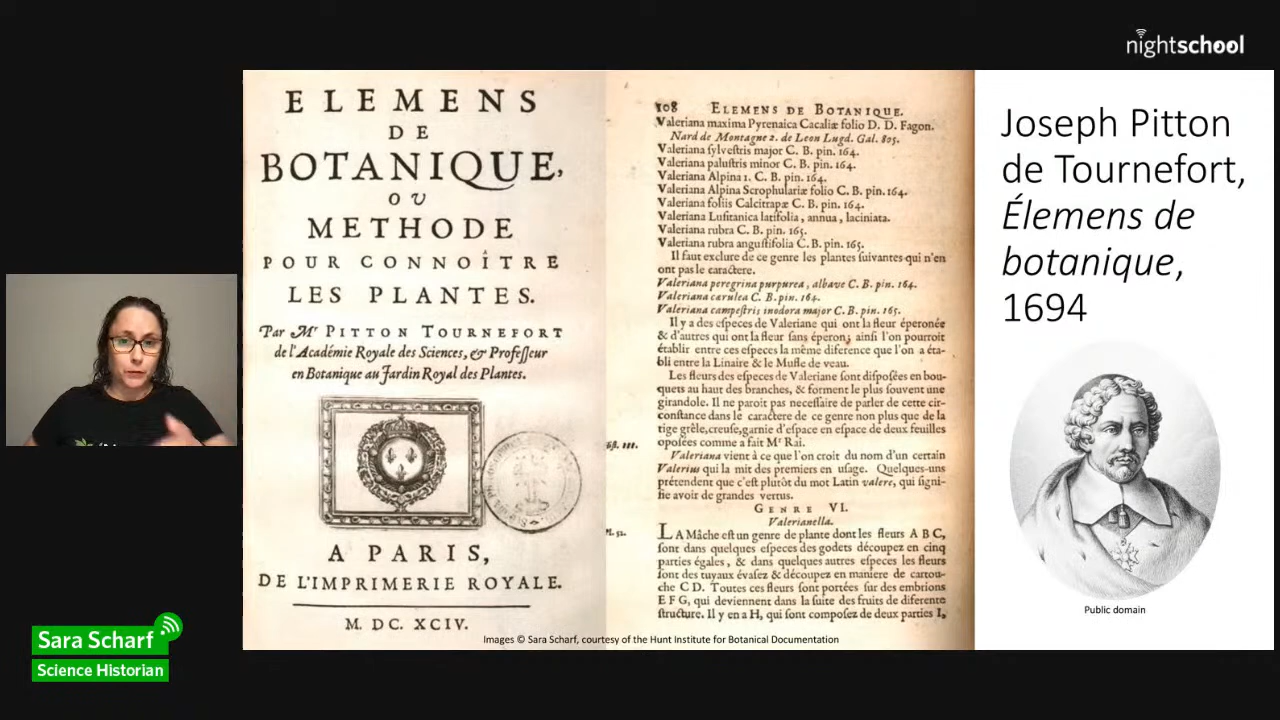 nightschool
ELEMENS
DE
BOTANIQUE,
OU
METHODE
POUR CONNOÎTRE
LES PLANTES.
Par Mr PITTON TOURNEFORT
de l'Académie Royale des Sciences, & Professeur
en Botanique au Jardin Royal des Plantes.
A PARIS,
DE L'IMPRIMERIE ROYALE.
M. DC. XCIV.
108 ELEMENS DE BOTANIQUE.
Valeriana maxima Pyrenaica Cacaliæ folio D. D. Fagon.
Nard de Montagne 2. de Leon Lugd. Gal. 805.
Valeriana sylvestris major C. B. pin. 164.
Valeriana palustris minor C. B. pin. 164.
Valeriana Alpina 1. C. B. pin. 164.
Valeriana Alpina Scrophulariæ folio C. B. pin. 164.
Valeriana foliis Calcitrapæ C. B. pin. 164.
Valeriana Lusitanica latifolia, annua, laciniata.
Valeriana rubra C. B. pin. 165.
Valeriana rubra angustifolia C. B. pin. 165.
Il faut exclure de ce genre les plantes suivantes qui n'en
ont pas le caractere.
Valeriana peregrina purpurea, albave C. B. pin. 164.
Valeriana cærulea C. B. pin. 164.
Valeriana campestris inodora major C. B. pin. 165.
Il y a des especes de Valeriane qui ont la fleur éperonée
& d'autres qui ont la fleur sans éperon; ainsi l'on pourroit
établir entre ces especes la même diference que l'on a éta-
bli entre la Linaire & le Mufle de veau.
Les fleurs des especes de Valeriane sont disposées en bou-
quets au haut des branches, & forment le plus souvent une
girandole. Il ne paroit pas necessaire de parler de cette cir-
constance dans le caractère de ce genre non plus que de la
tige grêle, creuse, garnie d'espace en espace de deux feuilles
oposées comme a fait Mr Rai.
Valeriana vient à ce que l'on croit du nom d'un certain
Valerius qui la mit des premiers en usage. Quelques-uns
prétendent que c'est plutôt du mot Latin valere, qui signi-
fie avoir de grandes vertus.
GENRE VI.
Valerianella.
LA Mâche est un genre de plante dont les fleurs A B C,
sont dans quelques especes des godets découpez en cinq
parties égales, & dans quelques autres especes les fleurs
sont des tuyaux évasez & découpez en maniere de cartou-
che C D. Toutes ces fleurs sont portées sur des embrions
E F G, qui deviennent dans la suite des fruits de diferente
structure. Il y en a H, qui sont composez de deux parties I,
Images © Sara Scharf, courtesy of the Hunt Institute for Botanical Documentation
Joseph Pitton
de Tournefort,
Élemens de
botanique,
1694
Public domain
Sara Scharf
Science Historian